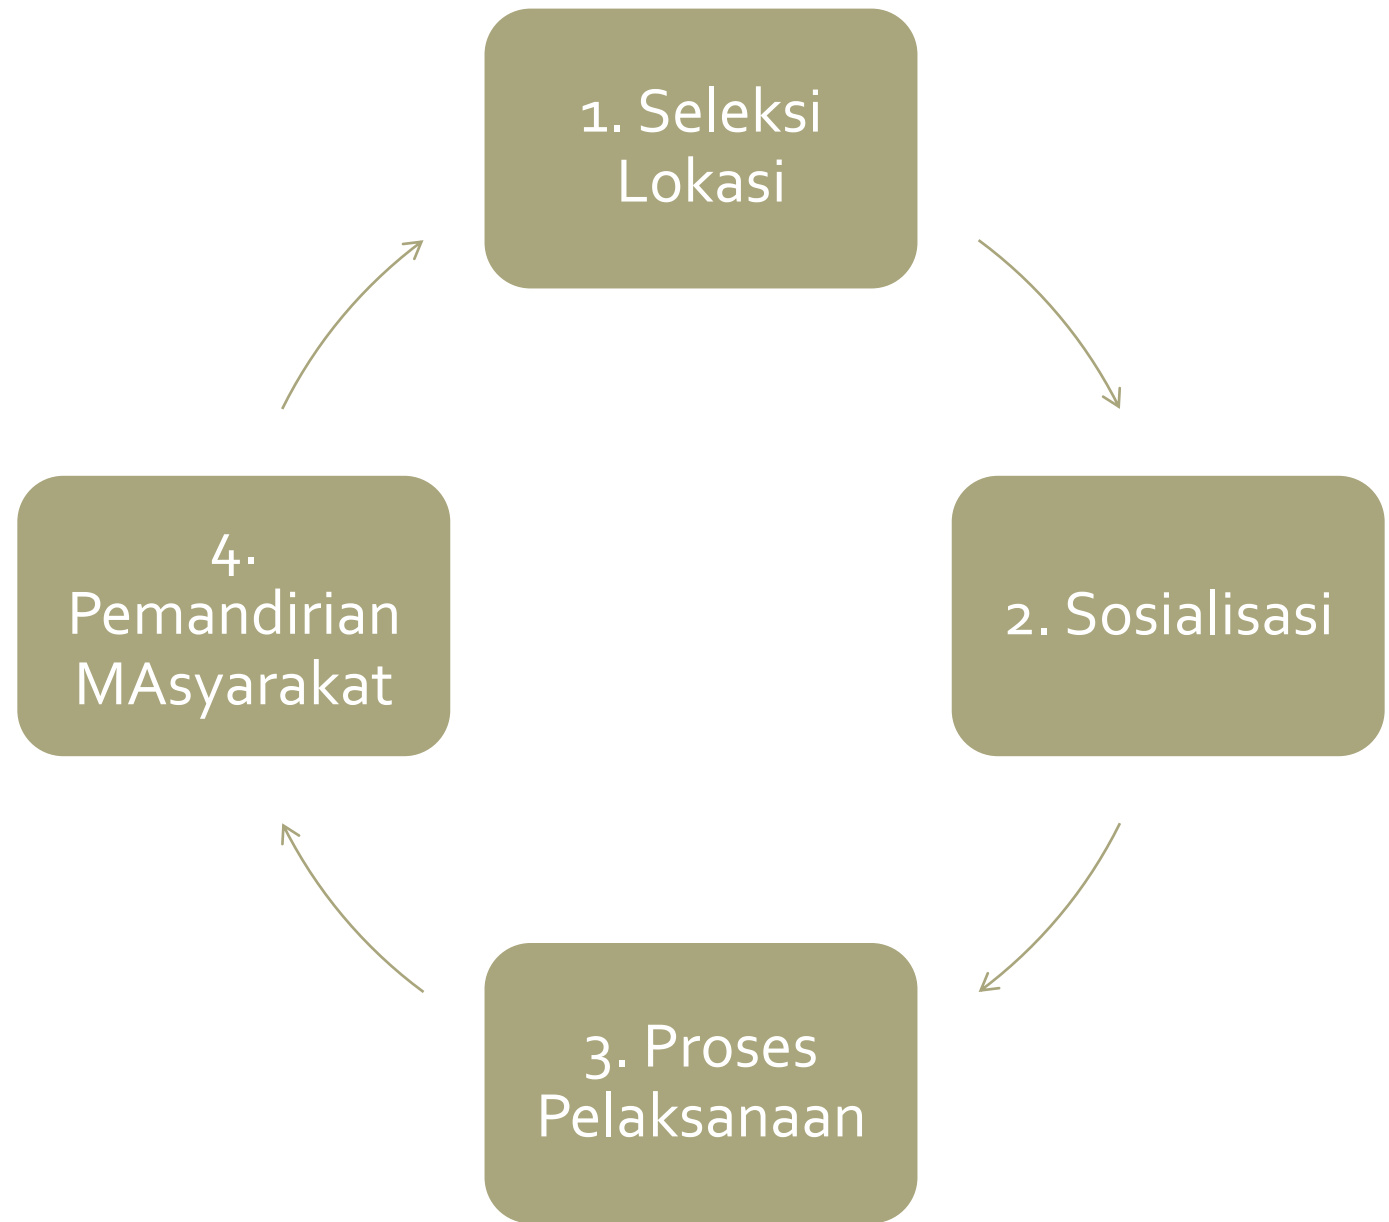 1. Seleksi
Lokasi
2. Sosialisasi
3. Proses
Pelaksanaan
4.
Pemandirian
MAsyarakat